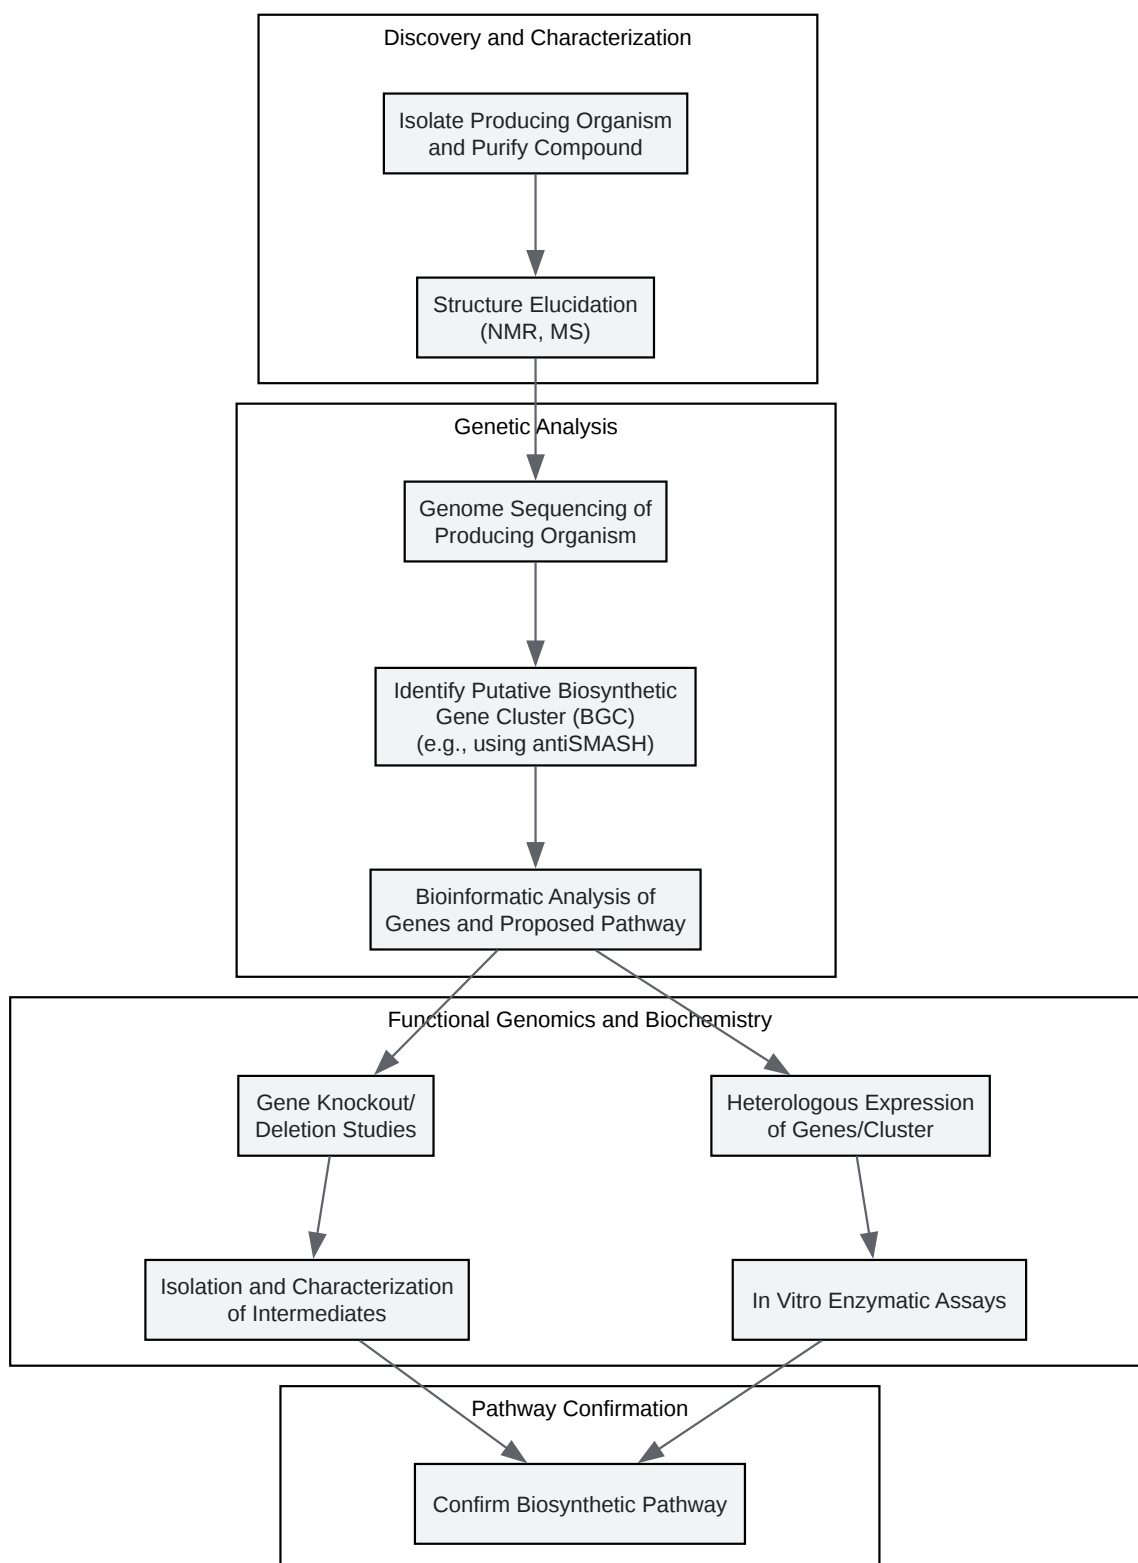 Discovery and Characterization
Isolate Producing Organism
and Purify Compound
Structure Elucidation
(NMR, MS)
Genetic Analysis
Genome Sequencing of
Producing Organism
Identify Putative Biosynthetic
Gene Cluster (BGC)
(e.g., using antiSMASH)
Bioinformatic Analysis of
Genes and Proposed Pathway
Functional Genomics and Biochemistry
Gene Knockout/
Deletion Studies
Heterologous Expression
of Genes/Cluster
Isolation and Characterization
of Intermediates
In Vitro Enzymatic Assays
Pathway Confirmation
Confirm Biosynthetic Pathway